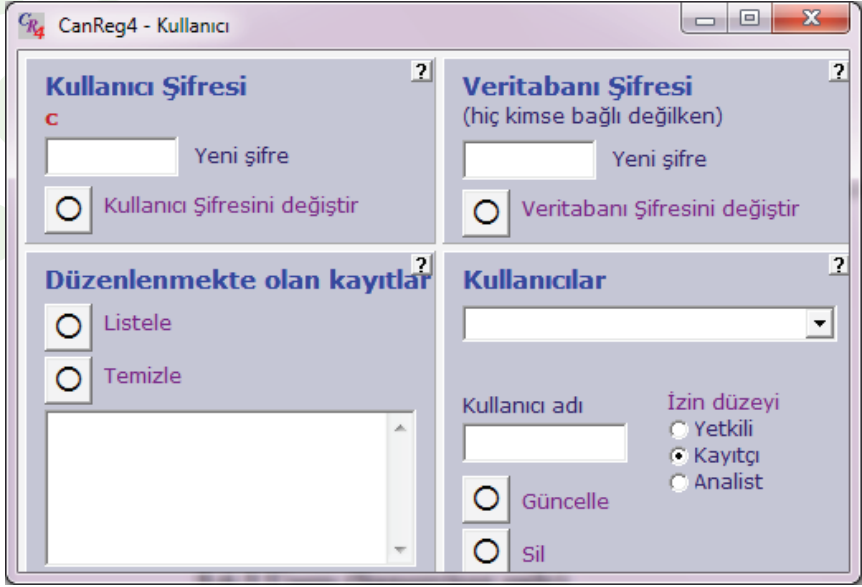 CR4 CanReg4 - Kullanıcı
Kullanıcı Şifresi
?
C
Yeni şifre
Kullanıcı Şifresini değiştir
Veritabanı Şifresi
?
(hiç kimse bağlı değilken)
Yeni şifre
Veritabanı Şifresini değiştir
Düzenlenmekte olan kayıtlar
?
Listele
Temizle
Kullanıcılar
?
Kullanıcı adı
İzin düzeyi
Yetkili
Kayıtçı
Analist
Güncelle
Sil